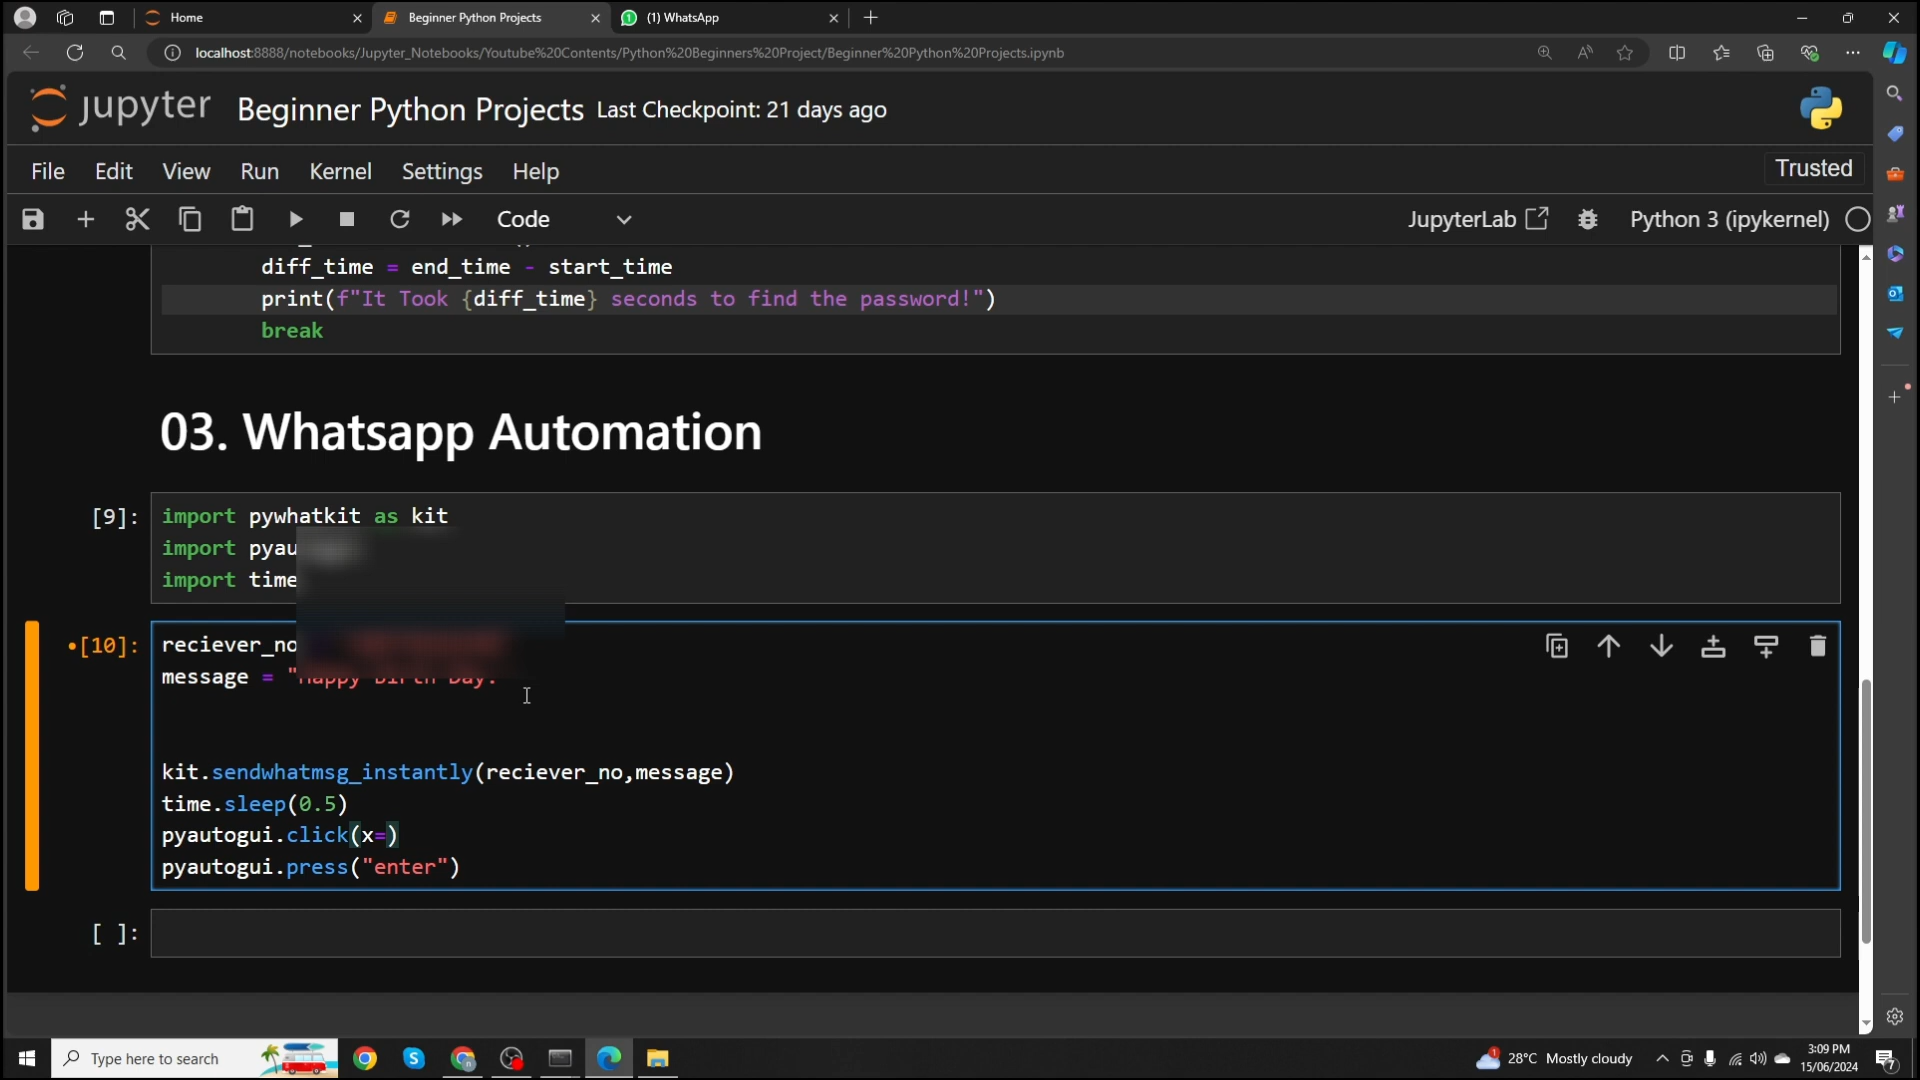 Home
Beginner Python Projects
(1) WhatsApp
localhost:8888/notebooks/Jupyter_Notebooks/Youtube%20Contents/Python%20Beginners%20Project/Beginner%20Python%20Projects.ipynb
jupyter Beginner Python Projects Last Checkpoint: 21 days ago
File Edit View Run Kernel Settings Help Trusted
Code JupyterLab Python 3 (ipykernel)
diff_time = end_time - start_time
print(f"It Took {diff_time} seconds to find the password!")
break
03. Whatsapp Automation
[9]: import pywhatkit as kit
import pyau
import time
[10]: reciever_no
message = "Happy Birth Day.
kit.sendwhatmsg_instantly(reciever_no,message)
time.sleep(0.5)
pyautogui.click(x=)
pyautogui.press("enter")
[ ]:
Type here to search
28°C Mostly cloudy
3:09 PM
15/06/2024
7